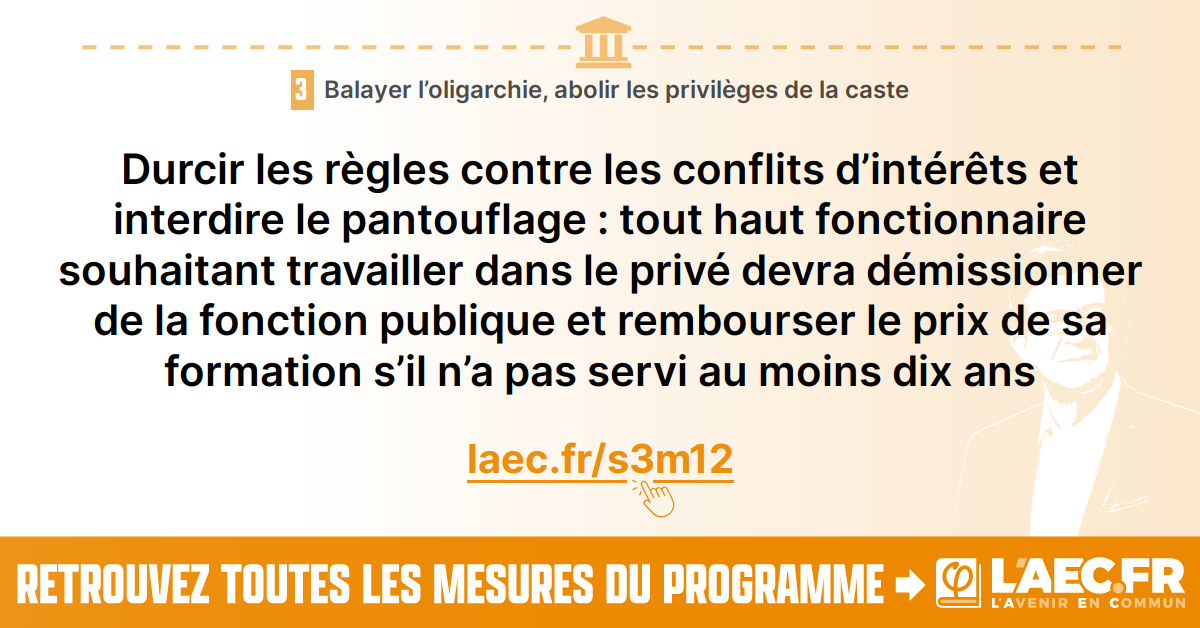 3 Balayer l’oligarchie, abolir les privilèges de la caste
Durcir les règles contre les conflits d’intérêts et
interdire le pantouflage : tout haut fonctionnaire
souhaitant travailler dans le privé devra démissionner
de la fonction publique et rembourser le prix de sa
formation s’il n’a pas servi au moins dix ans
laec.fr/s3m12
RETROUVEZ TOUTES LES MESURES DU PROGRAMME
φ L'AEC.FR
L'AVENIR EN COMMUN